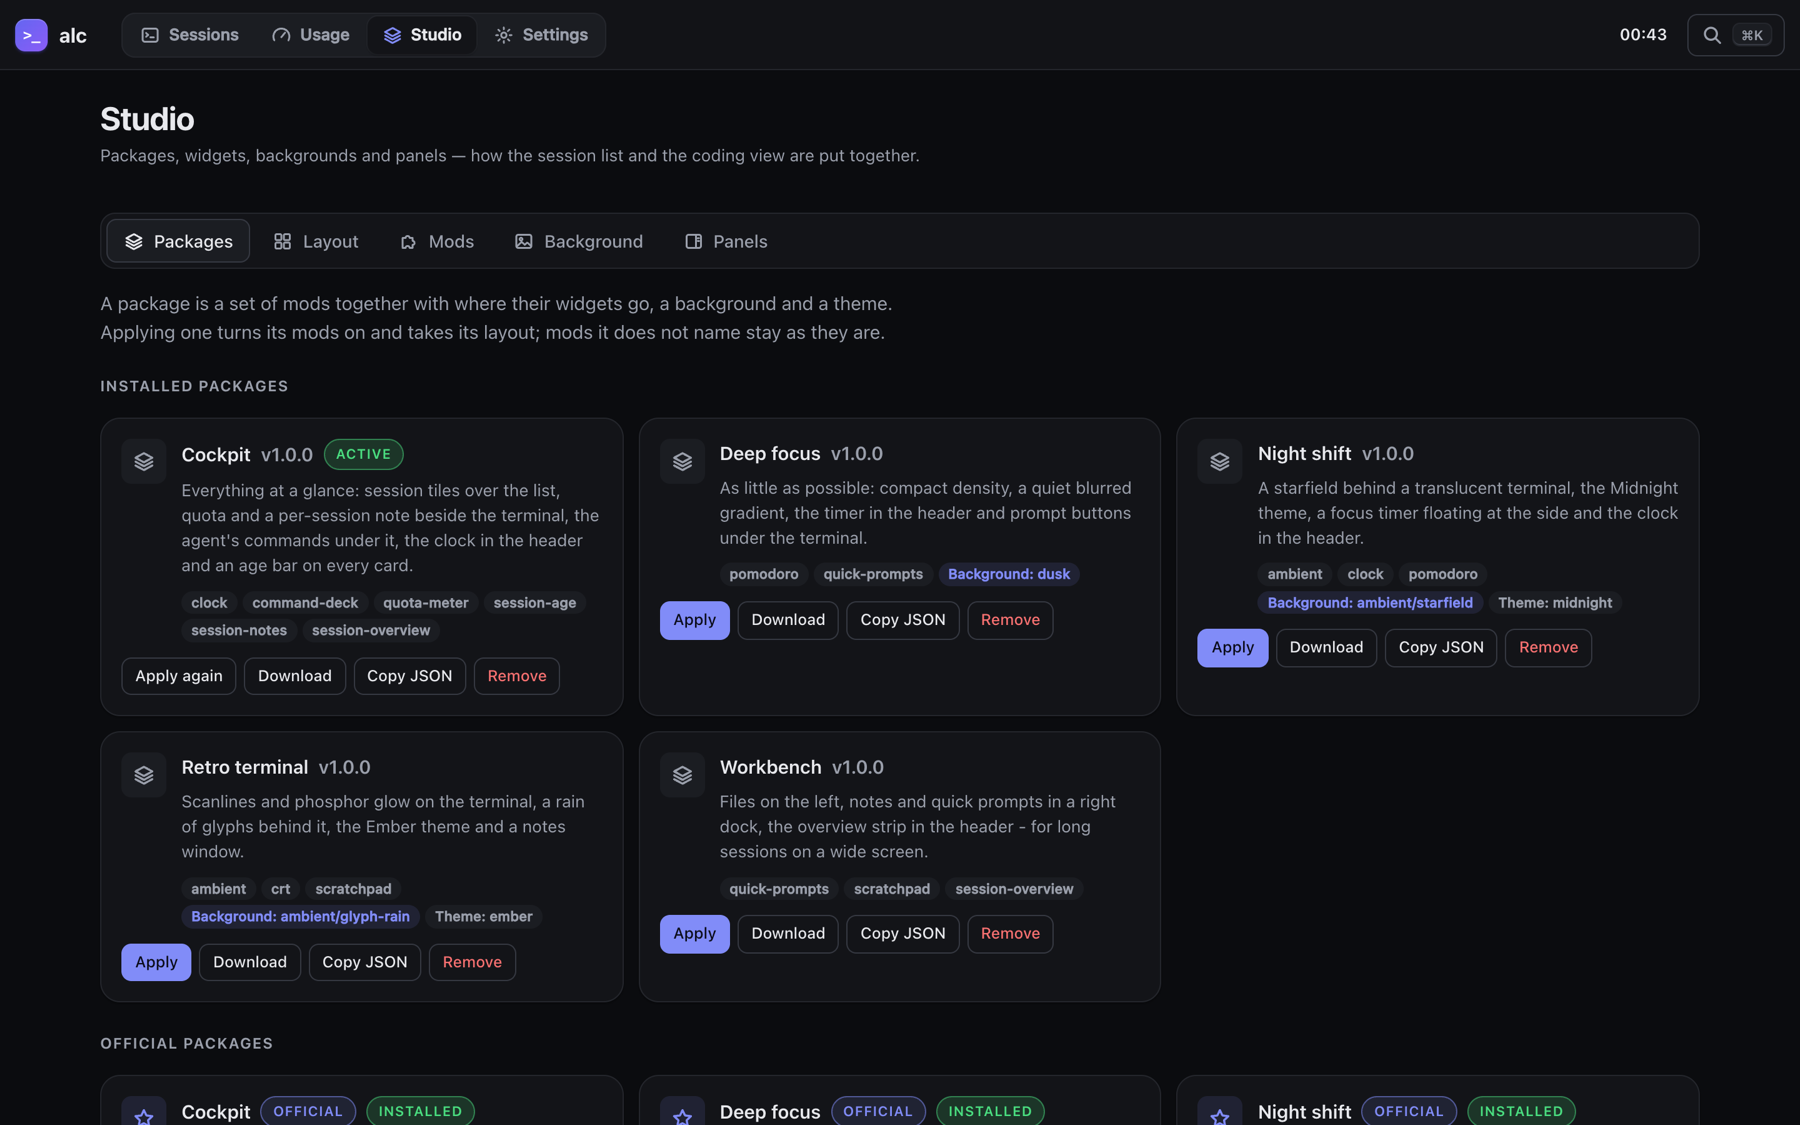 >_ alc Sessions Usage Studio Settings 00:43 ⌘K
Studio
Packages, widgets, backgrounds and panels — how the session list and the coding view are put together.
Packages Layout Mods Background Panels
A package is a set of mods together with where their widgets go, a background and a theme.
Applying one turns its mods on and takes its layout; mods it does not name stay as they are.
INSTALLED PACKAGES
Cockpit v1.0.0 ACTIVE
Everything at a glance: session tiles over the list,
quota and a per-session note beside the terminal, the
agent's commands under it, the clock in the header
and an age bar on every card.
clock command-deck quota-meter session-age
session-notes session-overview
Apply again Download Copy JSON Remove
Deep focus v1.0.0
As little as possible: compact density, a quiet blurred
gradient, the timer in the header and prompt buttons
under the terminal.
pomodoro quick-prompts Background: dusk
Apply Download Copy JSON Remove
Night shift v1.0.0
A starfield behind a translucent terminal, the Midnight
theme, a focus timer floating at the side and the clock
in the header.
ambient clock pomodoro
Background: ambient/starfield Theme: midnight
Apply Download Copy JSON Remove
Retro terminal v1.0.0
Scanlines and phosphor glow on the terminal, a rain
of glyphs behind it, the Ember theme and a notes
window.
ambient crt scratchpad
Background: ambient/glyph-rain Theme: ember
Apply Download Copy JSON Remove
Workbench v1.0.0
Files on the left, notes and quick prompts in a right
dock, the overview strip in the header - for long
sessions on a wide screen.
quick-prompts scratchpad session-overview
Apply Download Copy JSON Remove
OFFICIAL PACKAGES
Cockpit OFFICIAL INSTALLED
Deep focus OFFICIAL INSTALLED
Night shift OFFICIAL INSTALLED